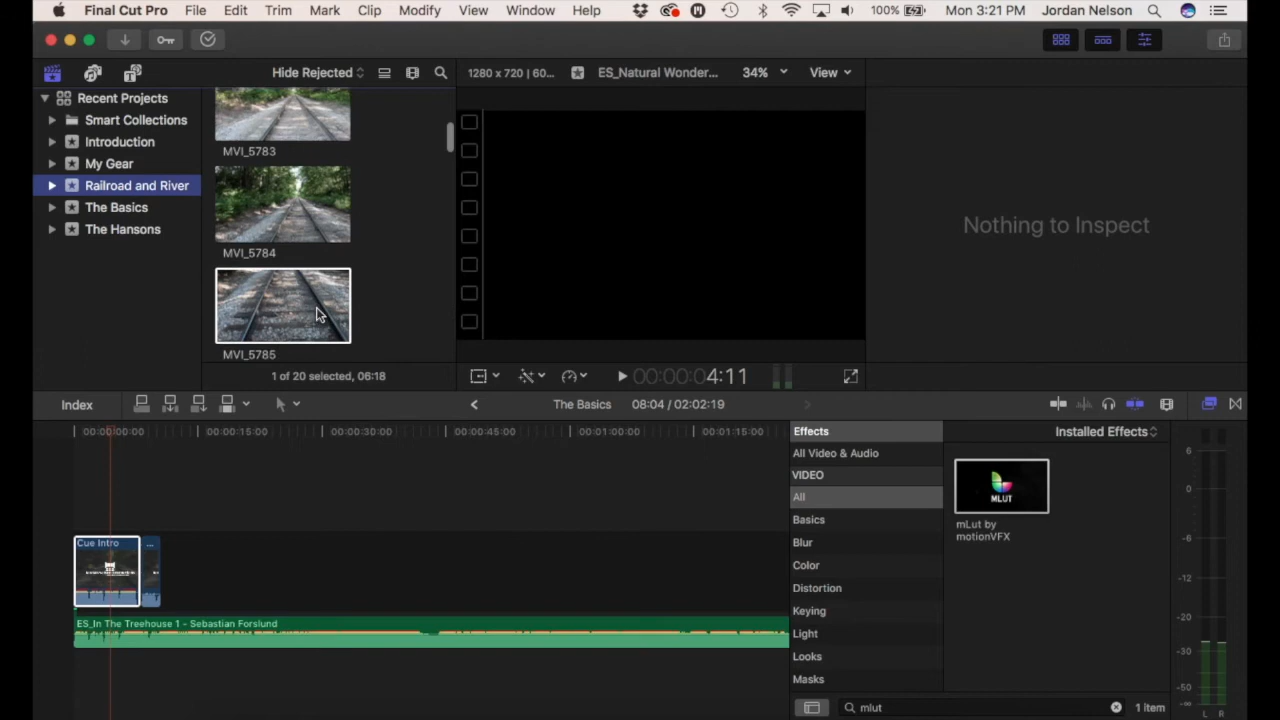 Final Cut Pro File Edit Trim Mark Clip Modify View Window Help 100% Mon 3:21 PM Jordan Nelson
Hide Rejected 1280 x 720 | 60... ES_Natural Wonder... 34% View
Recent Projects
Smart Collections
Introduction
My Gear
Railroad and River
The Basics
The Hansons
MVI_5783
MVI_5784
MVI_5785
1 of 20 selected, 06:18
Nothing to Inspect
00:00:04:11
Index The Basics 08:04 / 02:02:19
00:00:00:00 00:00:15:00 00:00:30:00 00:00:45:00 00:01:00:00 00:01:15:00
Cue Intro ...
ES_In The Treehouse 1 - Sebastian Forslund
Effects Installed Effects
All Video & Audio
VIDEO
All
Basics
Blur
Color
Distortion
Keying
Light
Looks
Masks
MLUT
mLut by
motionVFX
mlut 1 item
6
0
-6
-12
-20
-30
-50
-∞
L R